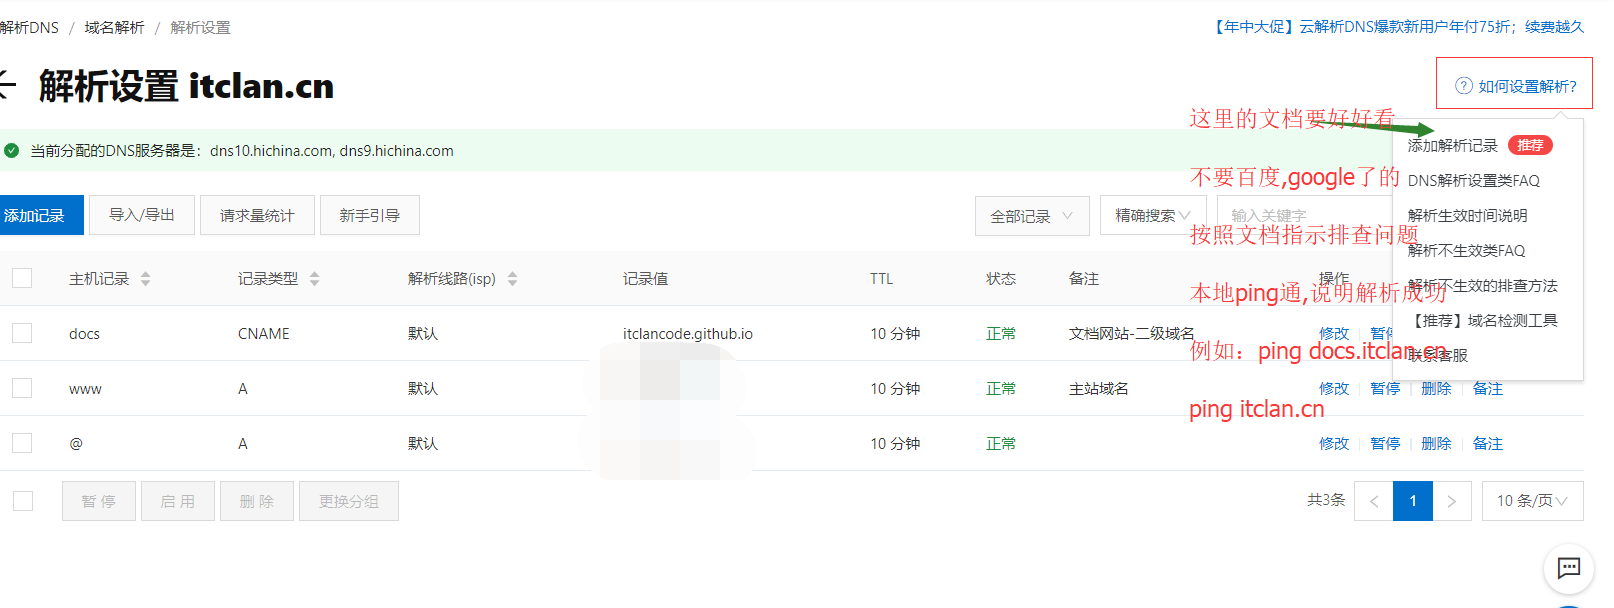 解析DNS / 域名解析 / 解析设置
【年中大促】云解析DNS爆款新用户年付75折；续费越久
解析设置 itclan.cn
如何设置解析?
这里的文档要好好看
添加解析记录 推荐
当前分配的DNS服务器是：dns10.hichina.com, dns9.hichina.com
不要百度,google了的
DNS解析设置类FAQ
添加记录 导入/导出 请求量统计 新手引导 全部记录 精确搜索 输入关键字
解析生效时间说明
按照文档指示排查问题
解析不生效类FAQ
主机记录 记录类型 解析线路(isp) 记录值 TTL 状态 备注 操作
解析不生效的排查方法
本地ping通,说明解析成功
【推荐】域名检测工具
docs CNAME 默认 itclancode.github.io 10 分钟 正常 文档网站-二级域名 修改 暂停
例如：ping docs.itclan.cn
联系客服
www A 默认 10 分钟 正常 主站域名 修改 暂停 删除 备注
ping itclan.cn
@ A 默认 10 分钟 正常 修改 暂停 删除 备注
暂 停 启 用 删 除 更换分组 共3条 < 1 > 10 条/页